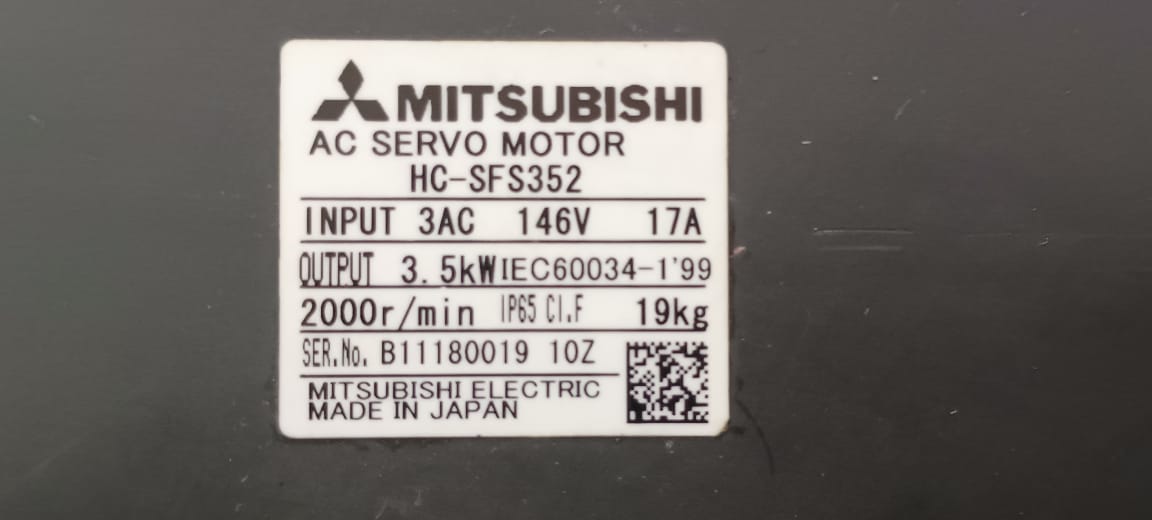 MITSUBISHI
AC SERVO MOTOR
HC-SFS352
INPUT 3AC 146V 17A
OUTPUT 3.5kW IEC60034-1'99
2000r/min IP65 Cl.F 19kg
SER.No. B11180019 10Z
MITSUBISHI ELECTRIC
MADE IN JAPAN